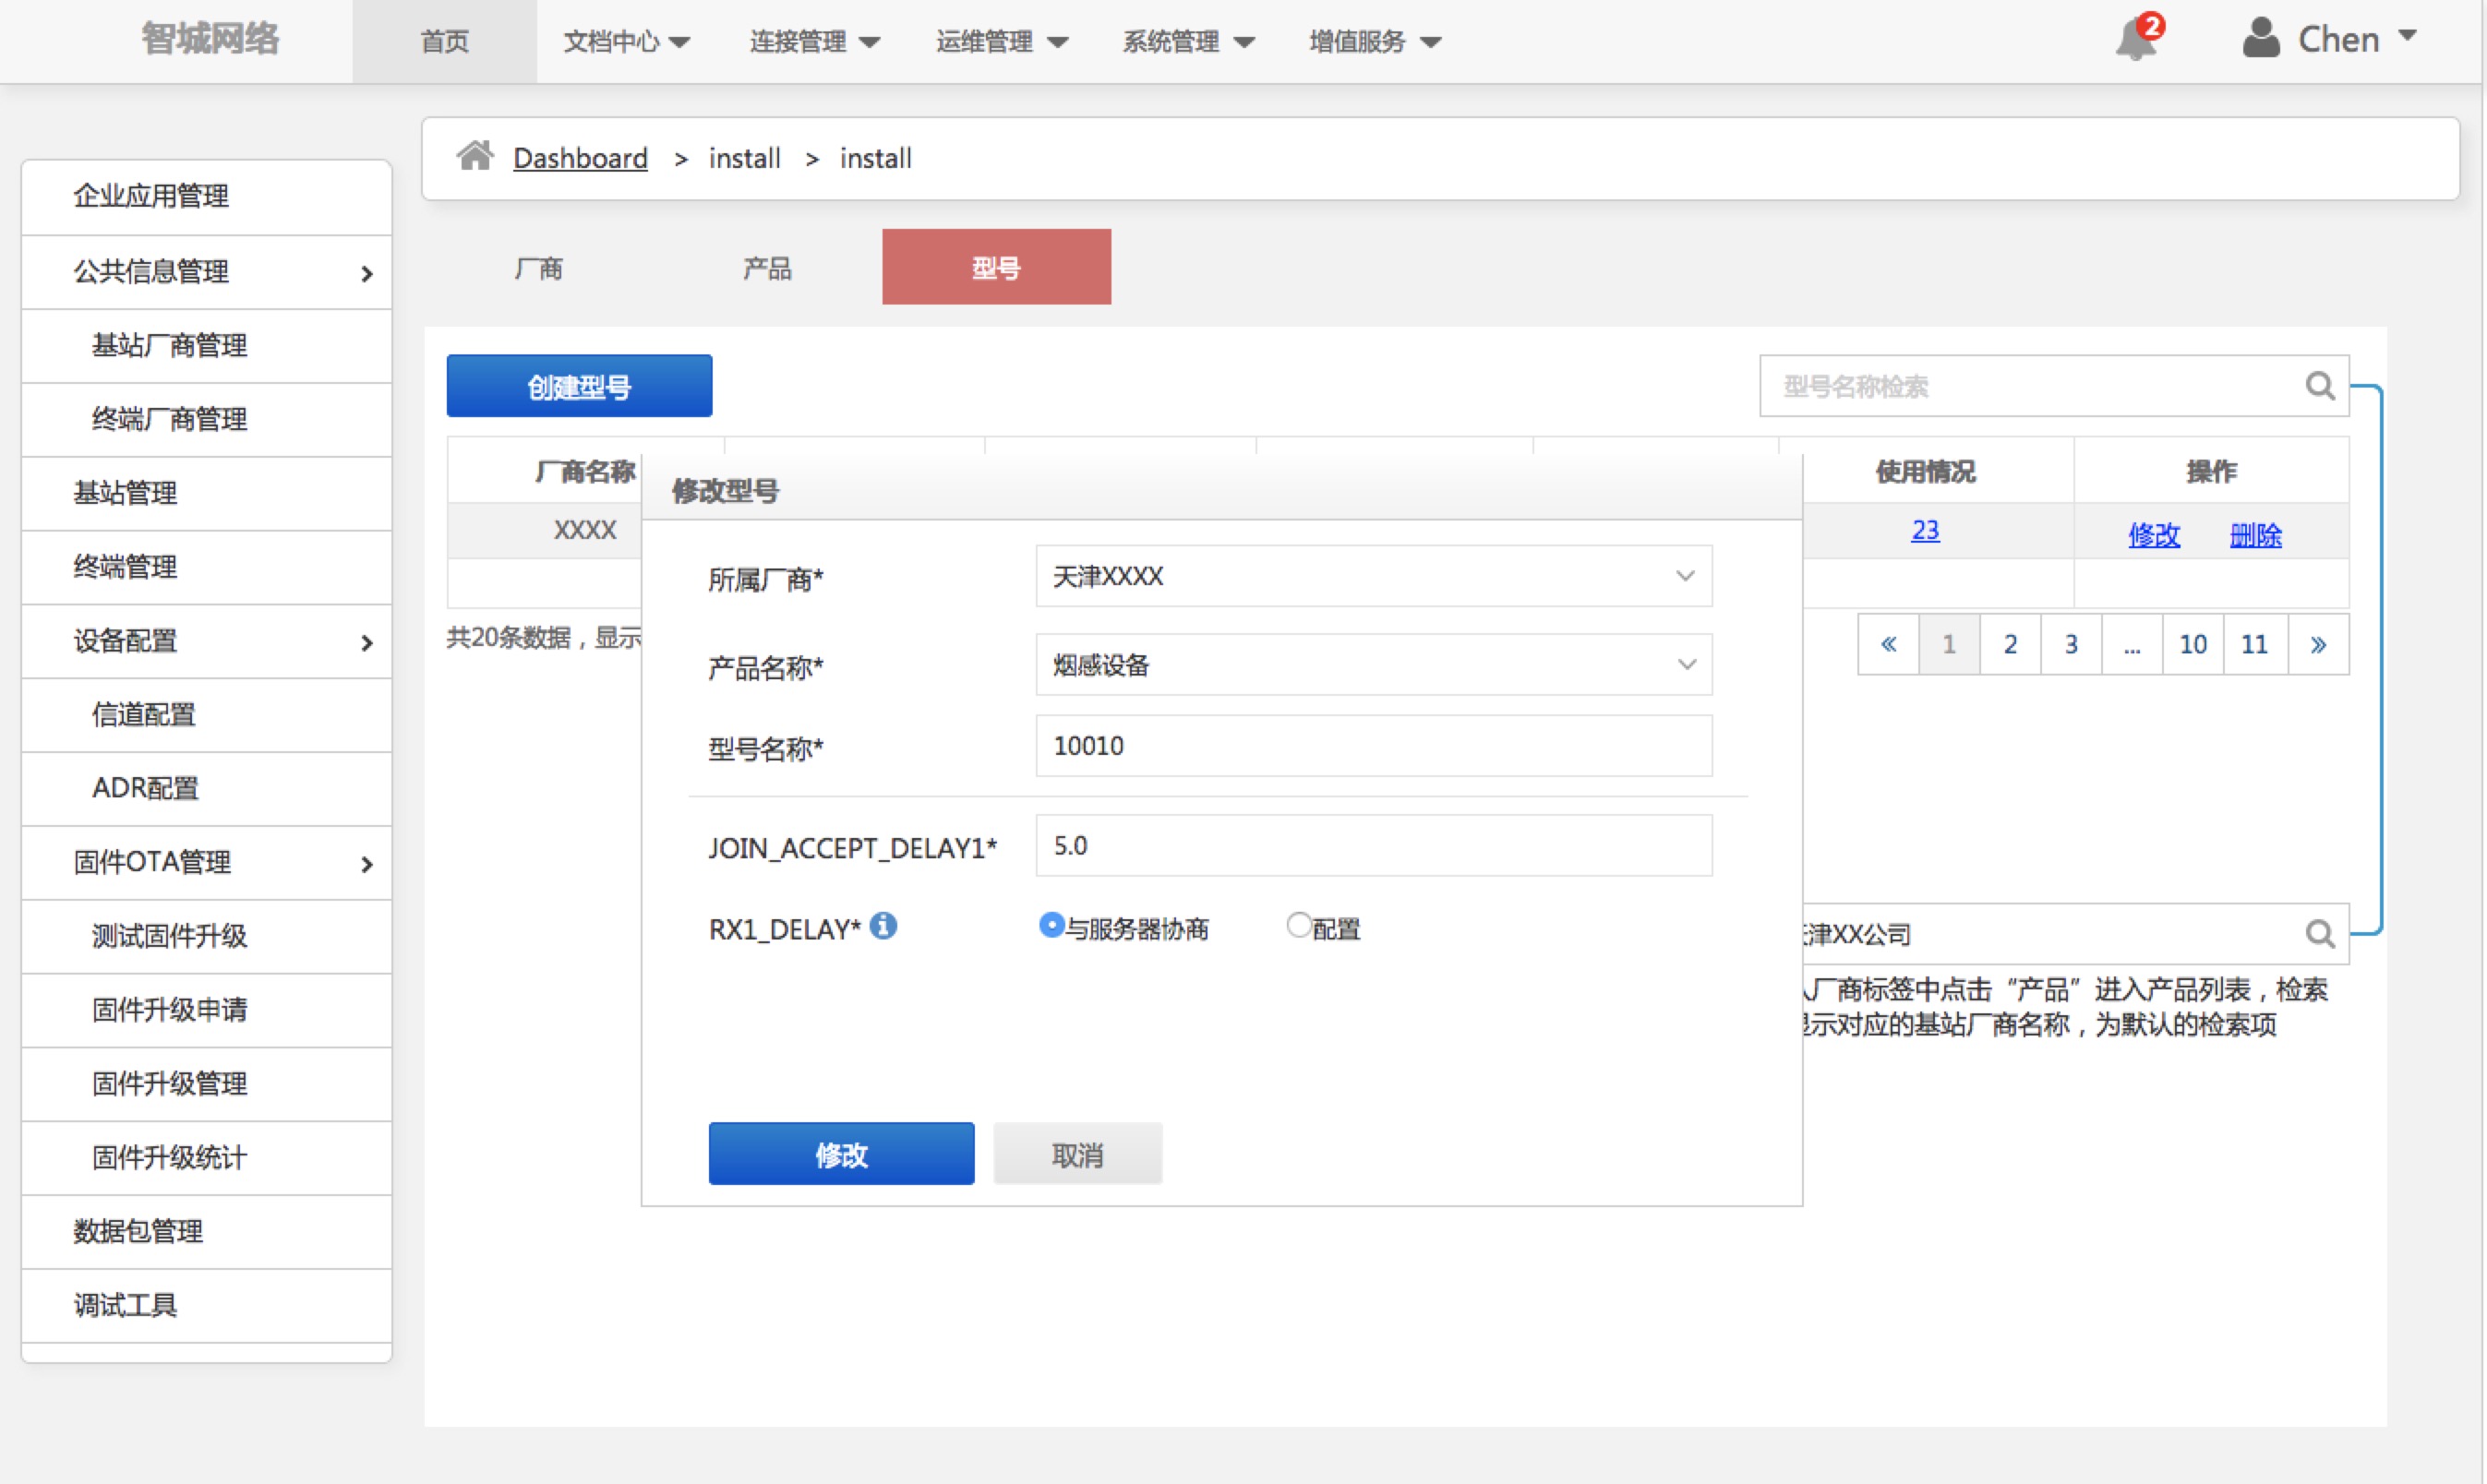 智城网络
首页
文档中心
连接管理
运维管理
系统管理
增值服务
2
Chen
Dashboard > install > install
企业应用管理
公共信息管理
基站厂商管理
终端厂商管理
基站管理
终端管理
设备配置
信道配置
ADR配置
固件OTA管理
测试固件升级
固件升级申请
固件升级管理
固件升级统计
数据包管理
调试工具
厂商
产品
型号
创建型号
型号名称检索
厂商名称
使用情况
操作
XXXX
23
修改
删除
共20条数据，显示
« 1 2 3 ... 10 11 »
修改型号
所属厂商*
天津XXXX
产品名称*
烟感设备
型号名称*
10010
JOIN_ACCEPT_DELAY1*
5.0
RX1_DELAY*
与服务器协商
配置
修改
取消
津XX公司
厂商标签中点击“产品”进入产品列表，检索
示对应的基站厂商名称，为默认的检索项